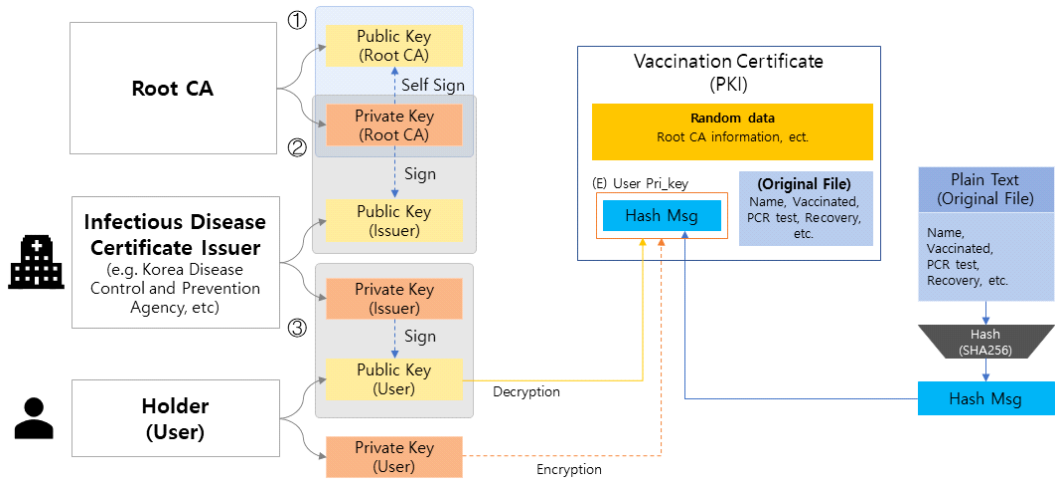 ①
Public Key
(Root CA)
Root CA
Self Sign
Private Key
(Root CA)
②
Sign
Public Key
(Issuer)
Infectious Disease
Certificate Issuer
(e.g. Korea Disease
Control and Prevention
Agency, etc)
Private Key
(Issuer)
③
Sign
Public Key
(User)
Holder
(User)
Private Key
(User)
Decryption
Encryption
Vaccination Certificate
(PKI)
Random data
Root CA information, ect.
(E) User Pri_key
Hash Msg
(Original File)
Name, Vaccinated,
PCR test, Recovery,
etc.
Plain Text
(Original File)
Name,
Vaccinated,
PCR test,
Recovery, etc.
Hash
(SHA256)
Hash Msg